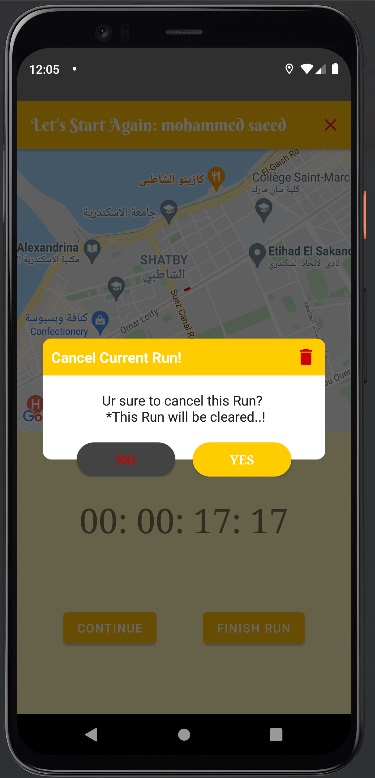 12:05
Let's Start Again: mohammed saeed
El-Gaish Rd
كازينو الشاطبي
Collège Saint-Marc
كلية سان مارك
جامعة الاسكندرية
Alexandrina
مكتبة الاسكندرية
SHATBY
الشاطبي
Etihad El Sakand
نادي الاتحاد السكندري
Suez Canal R
كنافة وبسبوسة
Confectionery
Omar Lotfy
Cancel Current Run!
Ur sure to cancel this Run?
*This Run will be cleared..!
NO
YES
Go
00: 00: 17: 17
CONTINUE
FINISH RUN